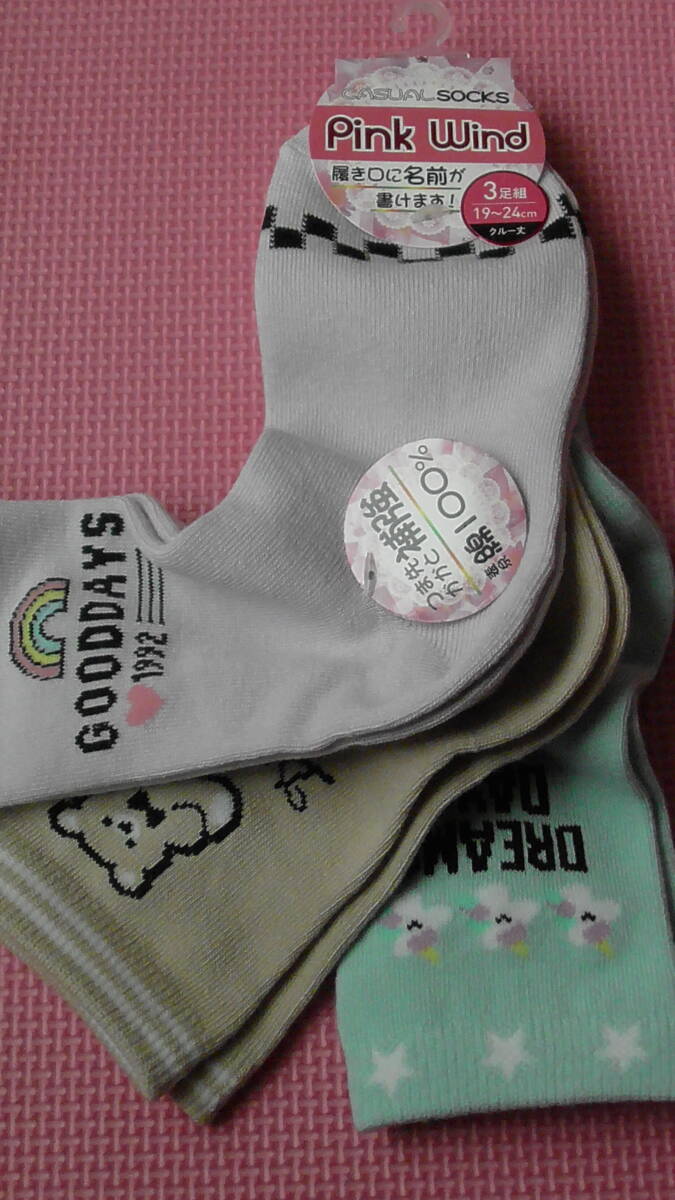 CASUAL SOCKS
Pink Wind
履き口に名前が
書けます!
3足組
19〜24cm
クルー丈
つま先
かかと
補強
綿100%
GOODDAYS
1992
DREAM